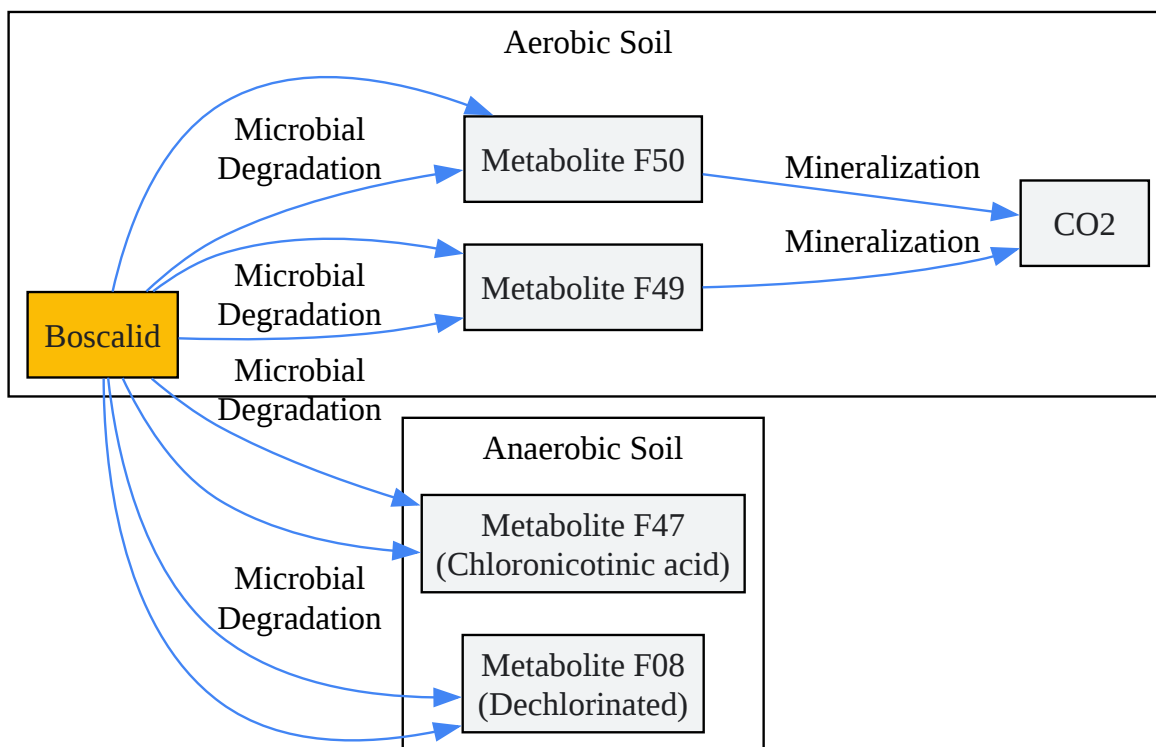 Aerobic Soil
Microbial
Degradation
Metabolite F50
Mineralization
CO2
Mineralization
Metabolite F49
Microbial
Degradation
Boscalid
Microbial
Degradation
Anaerobic Soil
Metabolite F47
(Chloronicotinic acid)
Microbial
Degradation
Metabolite F08
(Dechlorinated)